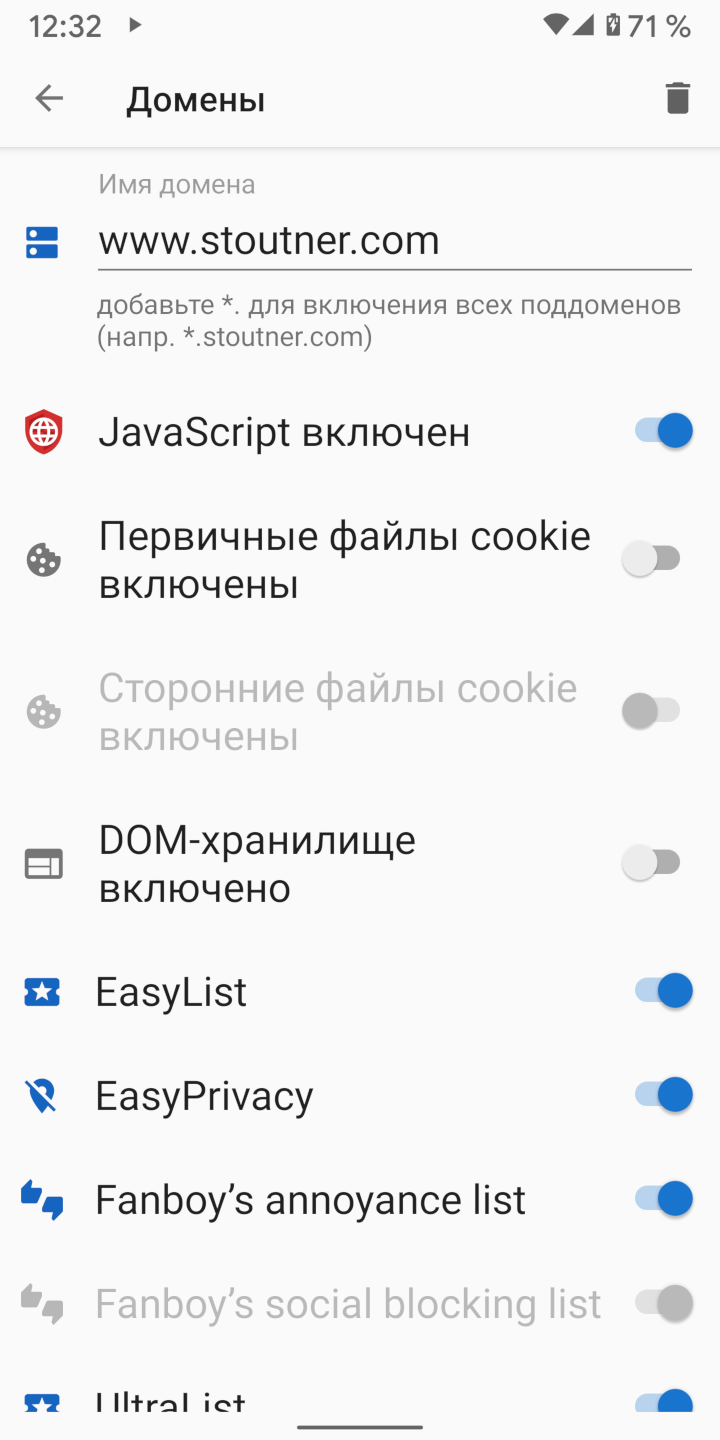 12:32
71 %
Домены
Имя домена
www.stoutner.com
добавьте *. для включения всех поддоменов
(напр. *.stoutner.com)
JavaScript включен
Первичные файлы cookie
включены
Сторонние файлы cookie
включены
DOM-хранилище
включено
EasyList
EasyPrivacy
Fanboy’s annoyance list
Fanboy’s social blocking list
UltraList